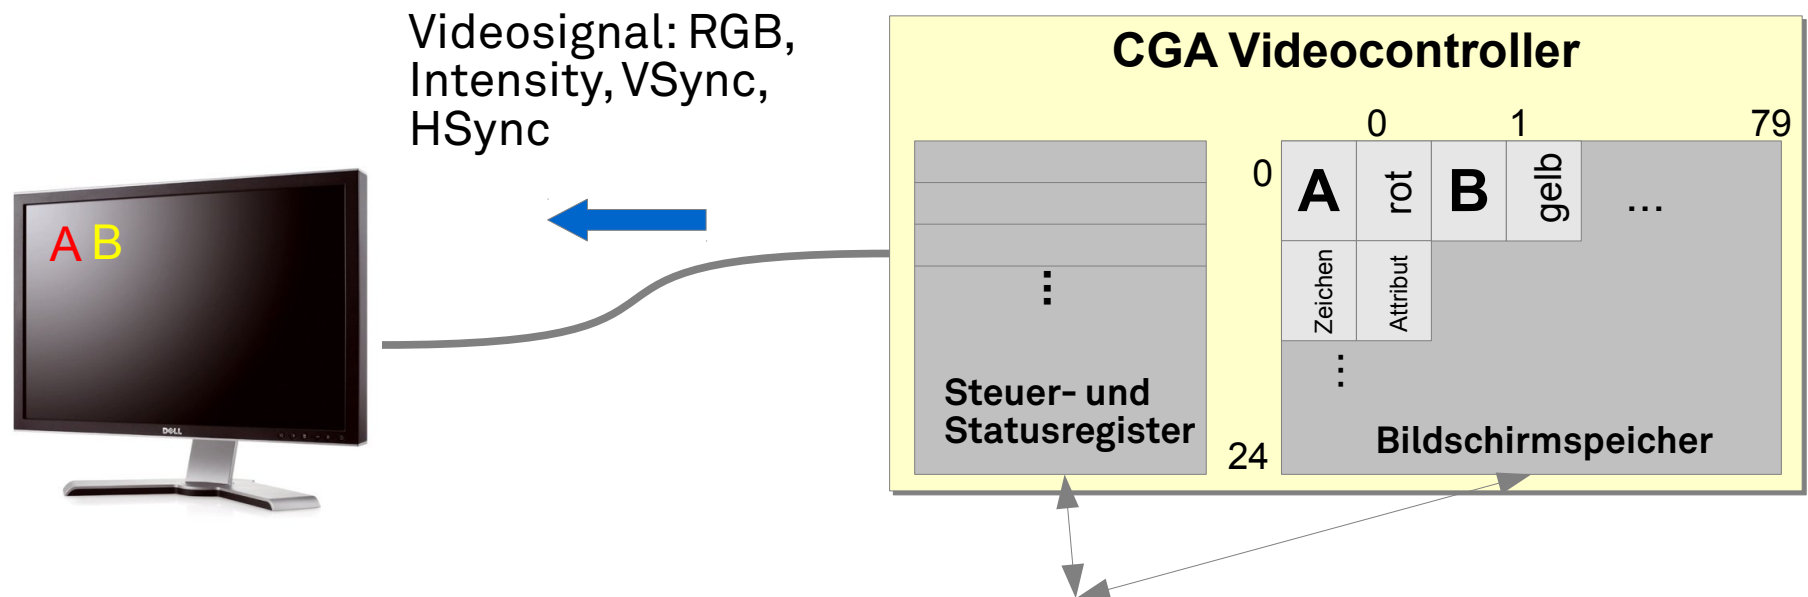 Videosignal: RGB,
Intensity, VSync,
HSync
CGA Videocontroller
0 1 79
0 A rot B gelb ...
Zeichen Attribut
...
...
Steuer- und
Statusregister
24
Bildschirmspeicher
A B
DELL